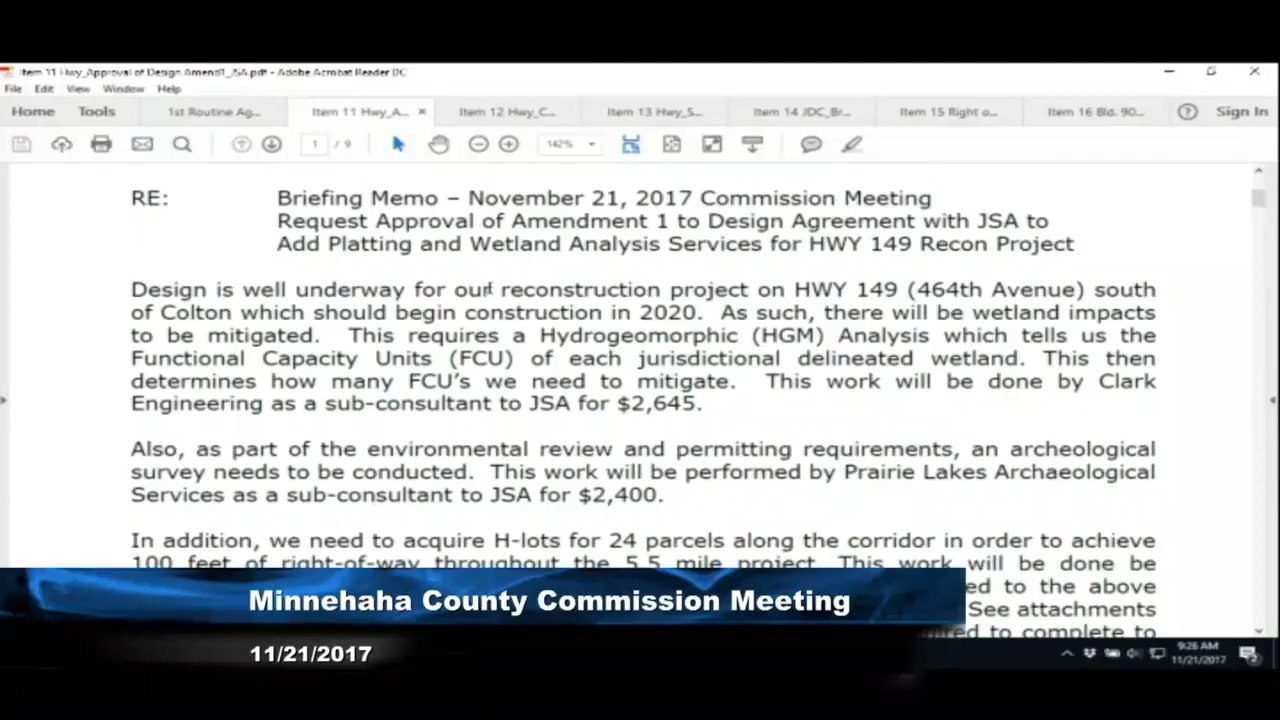 Item 11 Hwy_Approval of Design Amend1_JSA.pdf - Adobe Acrobat Reader DC
File Edit View Window Help
Home Tools 1st Routine Ag... Item 11 Hwy_A... × Item 12 Hwy_C... Item 13 Hwy_S... Item 14 JDC_Br... Item 15 Right o... Item 16 Bld. 90... Sign In
1 / 9 142%
RE: Briefing Memo – November 21, 2017 Commission Meeting
Request Approval of Amendment 1 to Design Agreement with JSA to
Add Platting and Wetland Analysis Services for HWY 149 Recon Project
Design is well underway for our reconstruction project on HWY 149 (464th Avenue) south
of Colton which should begin construction in 2020. As such, there will be wetland impacts
to be mitigated. This requires a Hydrogeomorphic (HGM) Analysis which tells us the
Functional Capacity Units (FCU) of each jurisdictional delineated wetland. This then
determines how many FCU's we need to mitigate. This work will be done by Clark
Engineering as a sub-consultant to JSA for $2,645.
Also, as part of the environmental review and permitting requirements, an archeological
survey needs to be conducted. This work will be performed by Prairie Lakes Archaeological
Services as a sub-consultant to JSA for $2,400.
In addition, we need to acquire H-lots for 24 parcels along the corridor in order to achieve
100 feet of right-of-way throughout the 5.5 mile project. This work will be done be
to the above
See attachments
to complete to
Minnehaha County Commission Meeting
11/21/2017
9:26 AM
11/21/2017
2